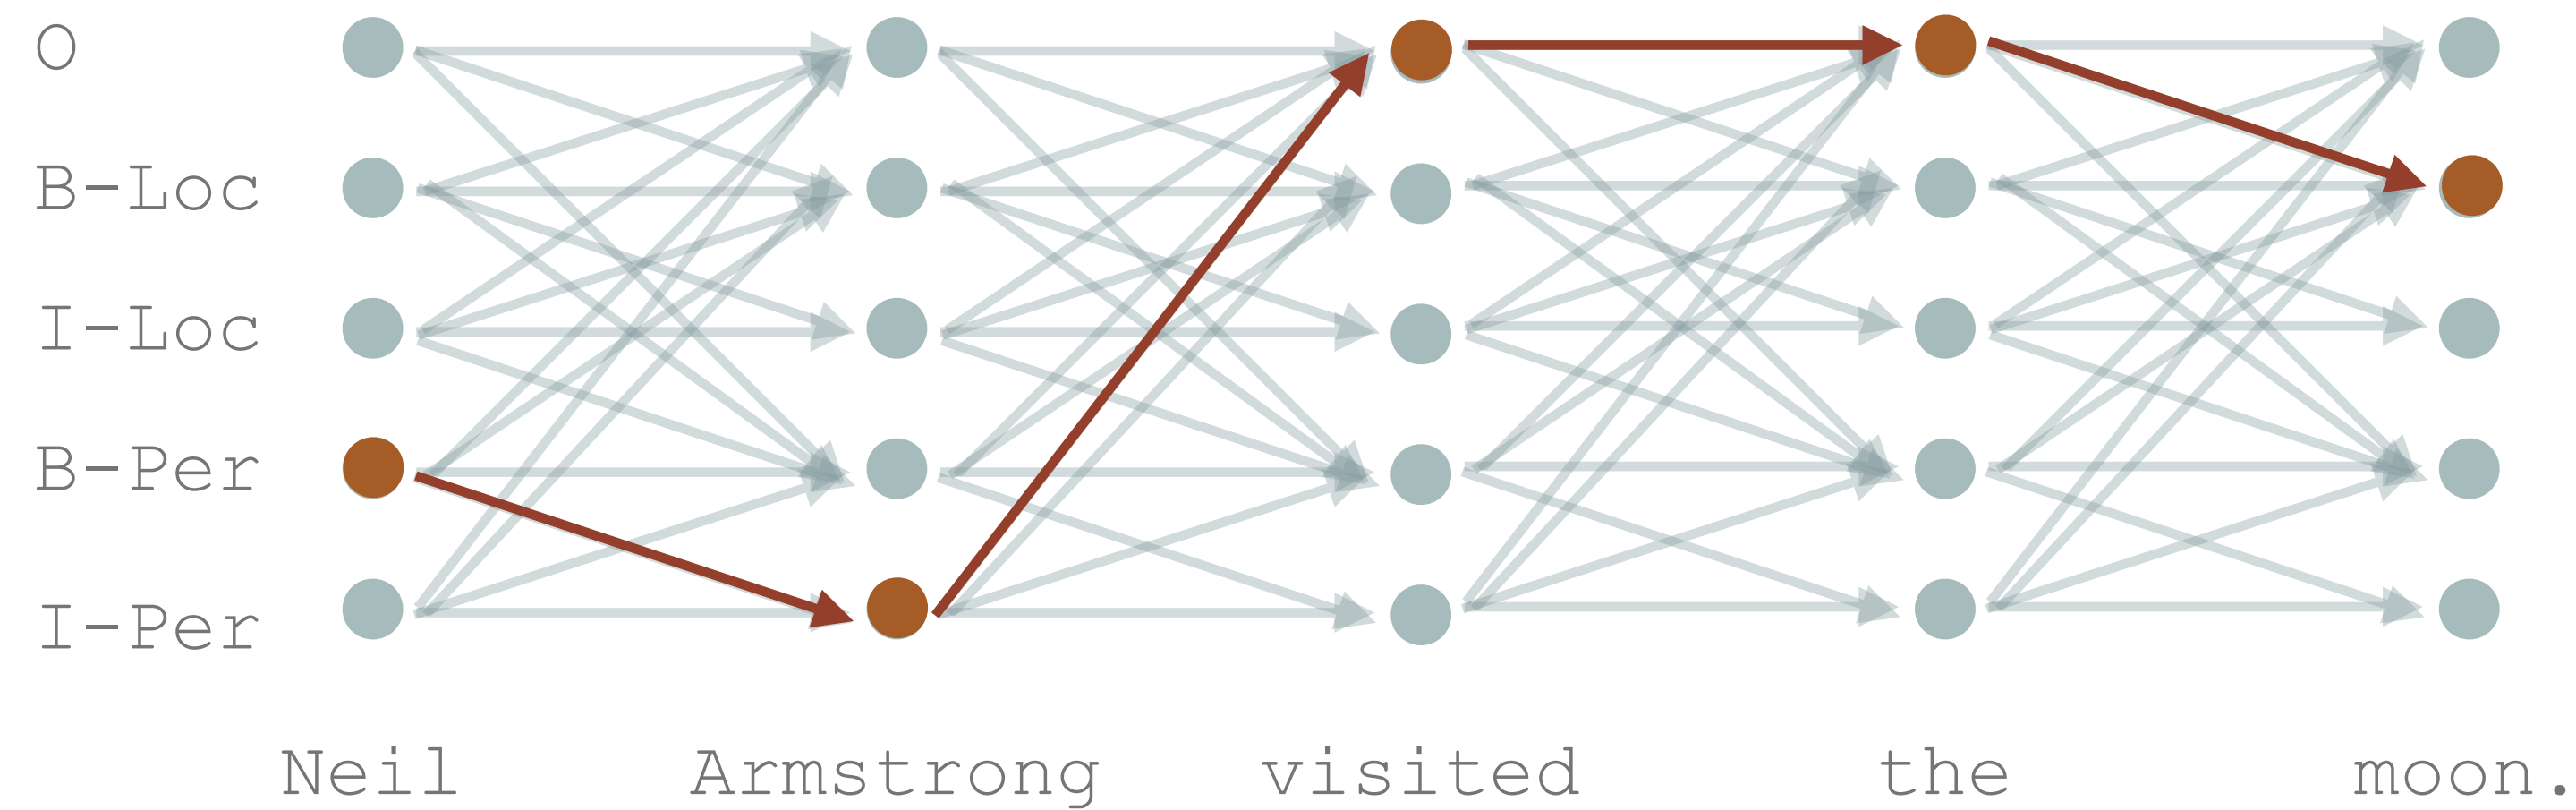 O
B-Loc
I-Loc
B-Per
I-Per
Neil Armstrong visited the moon.